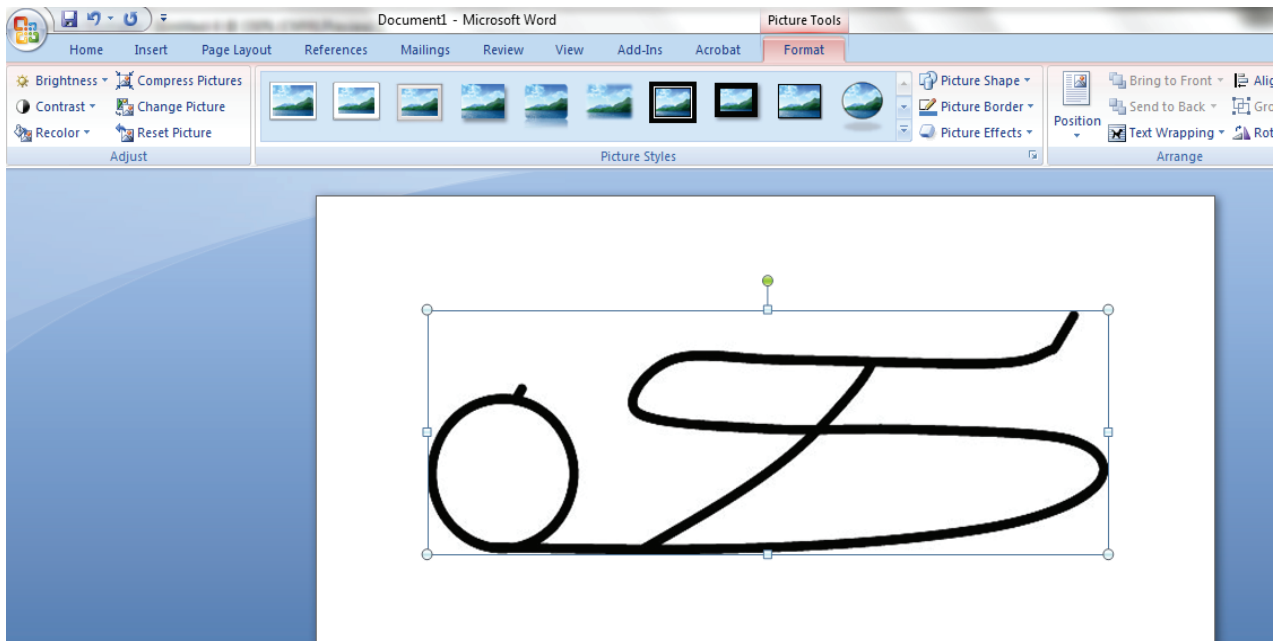 Document1 - Microsoft Word
Picture Tools
Home Insert Page Layout References Mailings Review View Add-Ins Acrobat Format
Brightness Compress Pictures Picture Shape Bring to Front
Contrast Change Picture Picture Border Send to Back
Recolor Reset Picture Position Picture Effects Text Wrapping
Adjust Picture Styles Arrange